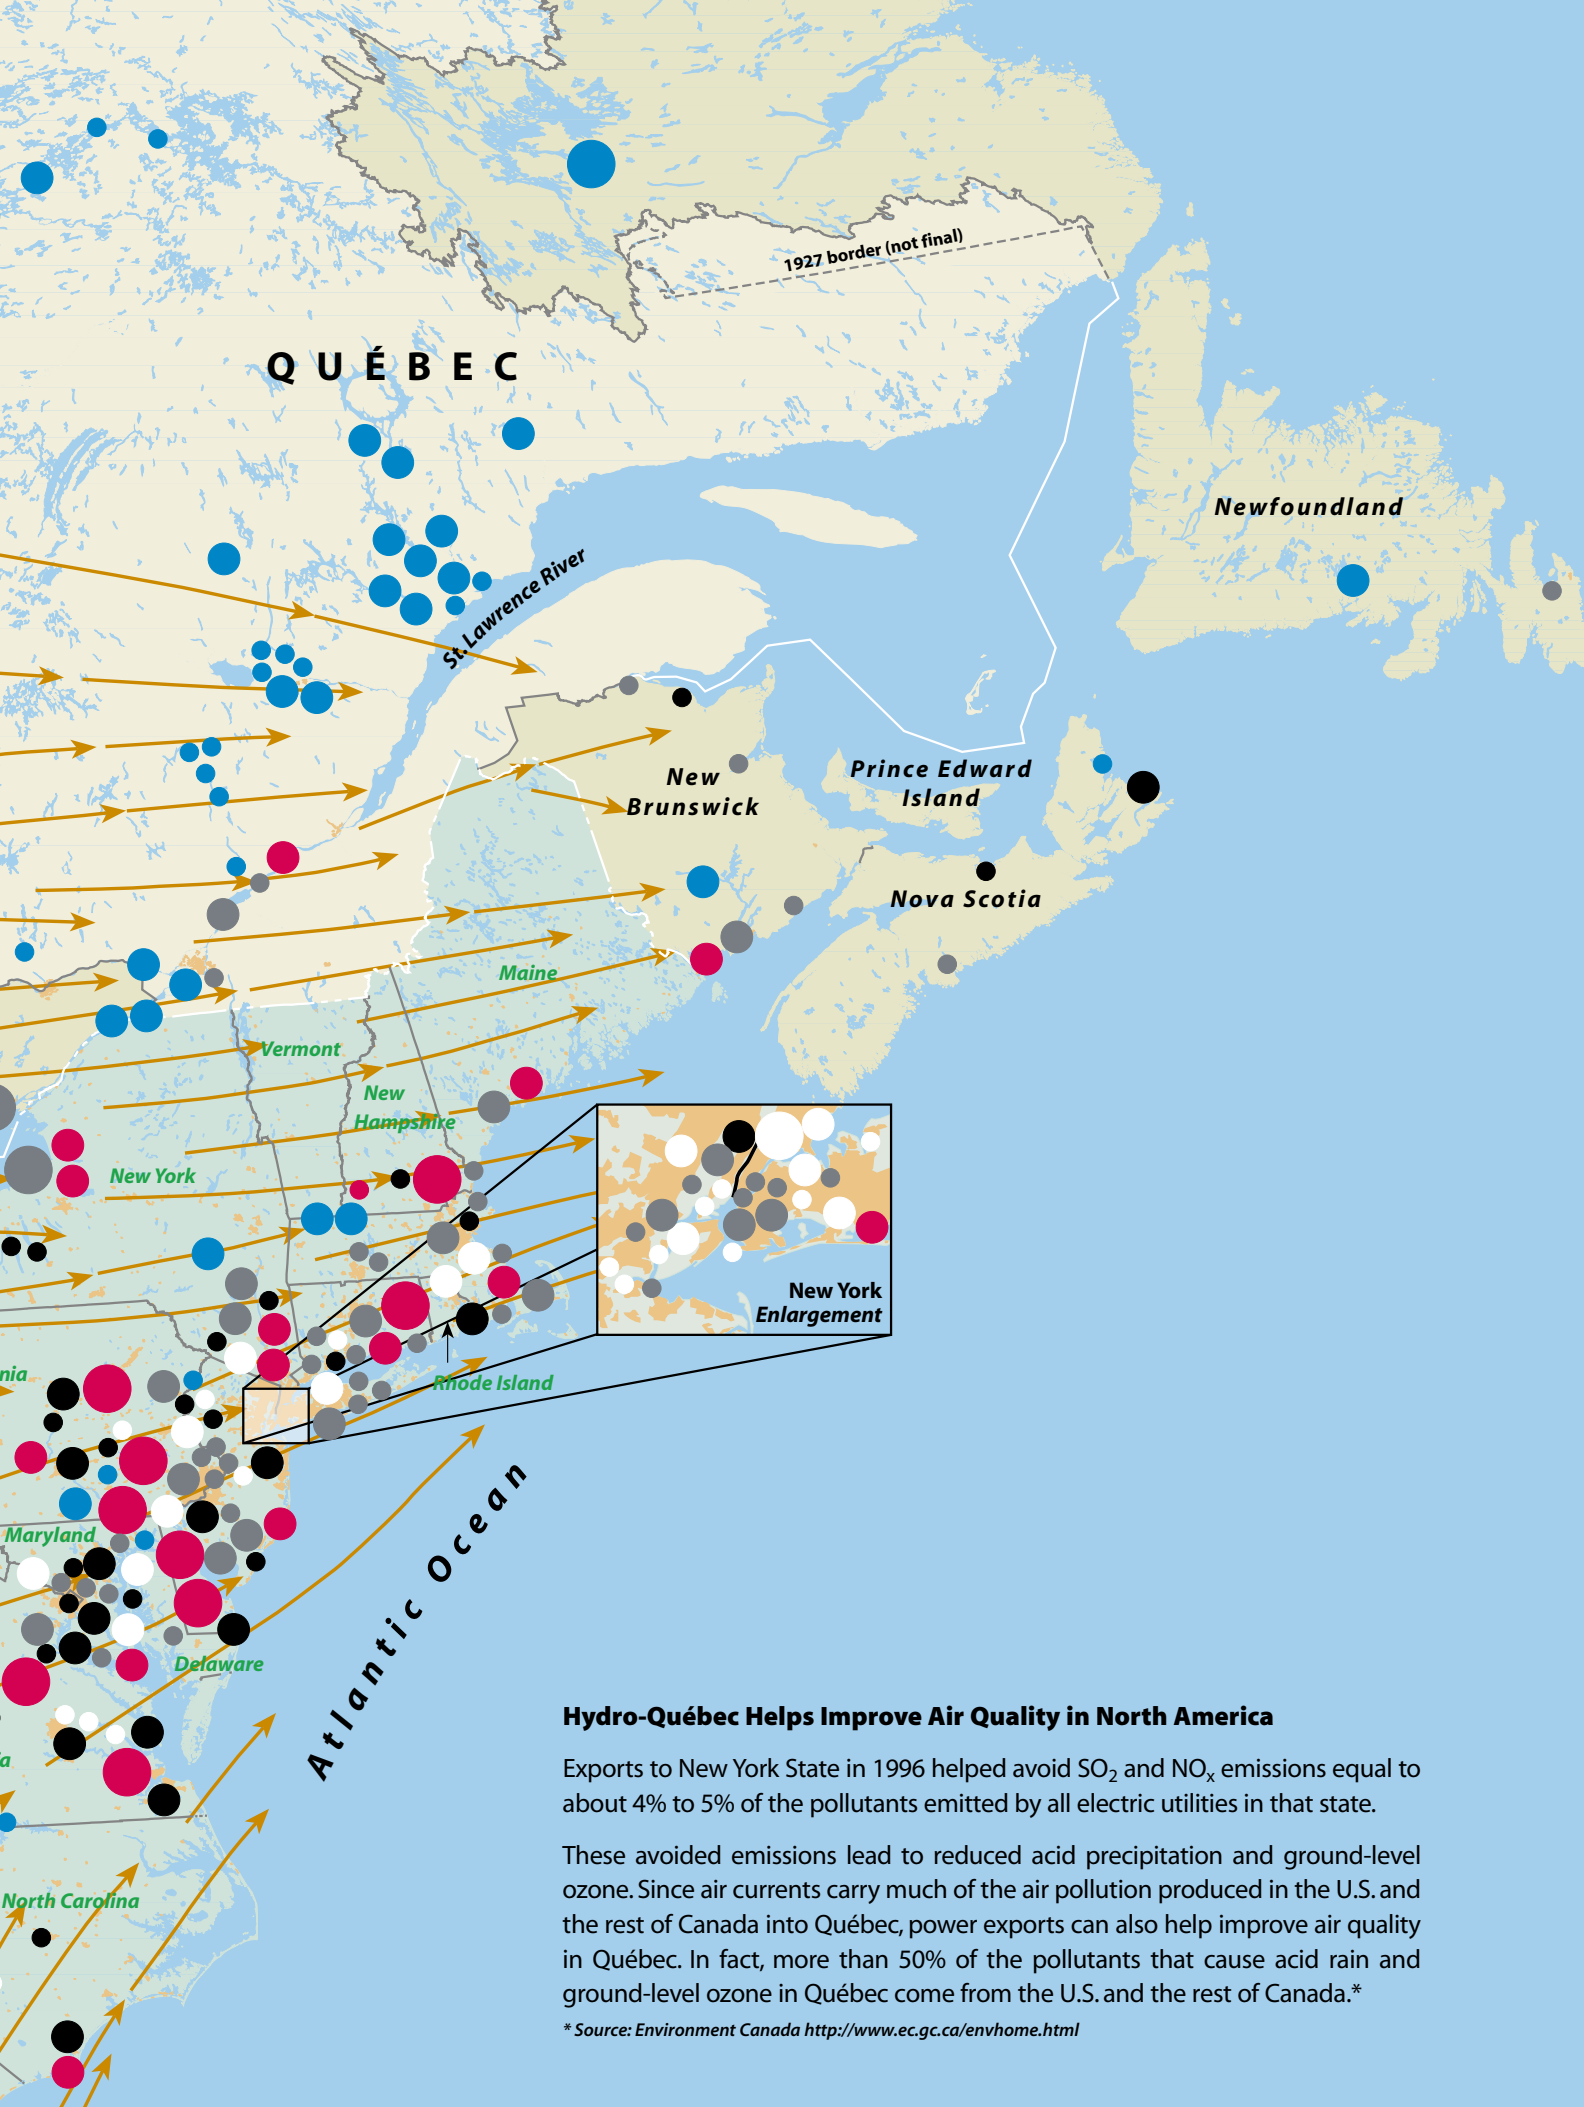 1927 border (not final)
QUÉBEC
Newfoundland
St. Lawrence River
New
Brunswick
Prince Edward
Island
Nova Scotia
Maine
Vermont
New
Hampshire
New York
New York
Enlargement
nia
Rhode Island
Maryland
Delaware
Atlantic Ocean
a
North Carolina
Hydro-Québec Helps Improve Air Quality in North America
Exports to New York State in 1996 helped avoid SO2 and NOx emissions equal to
about 4% to 5% of the pollutants emitted by all electric utilities in that state.
These avoided emissions lead to reduced acid precipitation and ground-level
ozone. Since air currents carry much of the air pollution produced in the U.S. and
the rest of Canada into Québec, power exports can also help improve air quality
in Québec. In fact, more than 50% of the pollutants that cause acid rain and
ground-level ozone in Québec come from the U.S. and the rest of Canada.*
* Source: Environment Canada http://www.ec.gc.ca/envhome.html